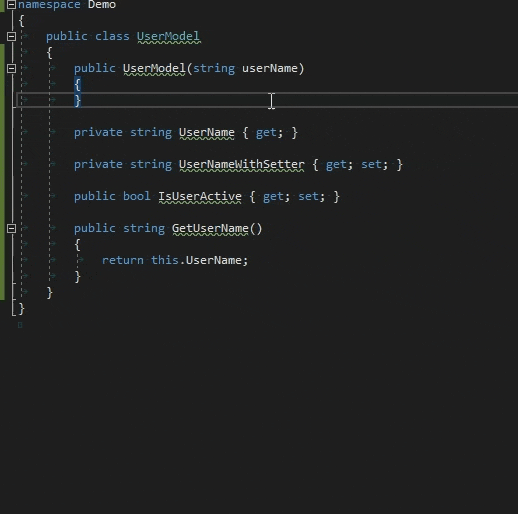 namespace Demo
{
public class UserModel
{
public UserModel(string userName)
{
}
private string UserName { get; }
private string UserNameWithSetter { get; set; }
public bool IsUserActive { get; set; }
public string GetUserName()
{
return this.UserName;
}
}
}